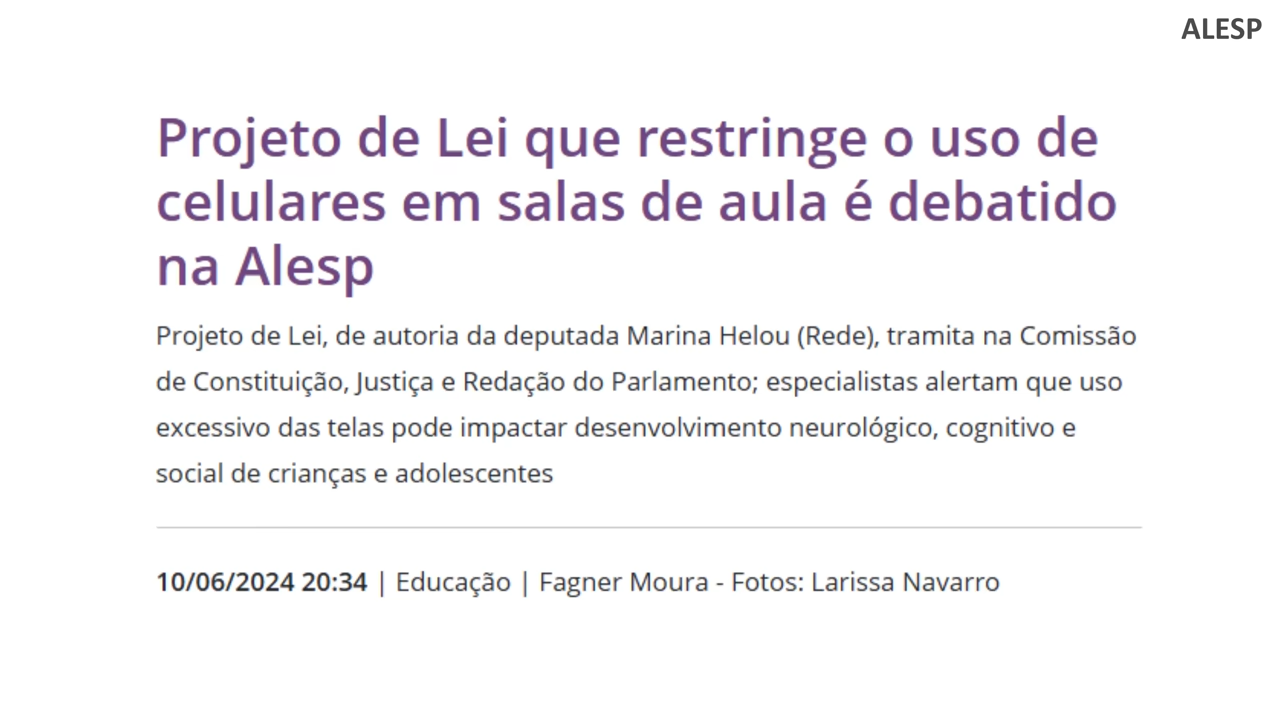 ALESP
Projeto de Lei que restringe o uso de
celulares em salas de aula é debatido
na Alesp
Projeto de Lei, de autoria da deputada Marina Helou (Rede), tramita na Comissão
de Constituição, Justiça e Redação do Parlamento; especialistas alertam que uso
excessivo das telas pode impactar desenvolvimento neurológico, cognitivo e
social de crianças e adolescentes
10/06/2024 20:34 | Educação | Fagner Moura - Fotos: Larissa Navarro